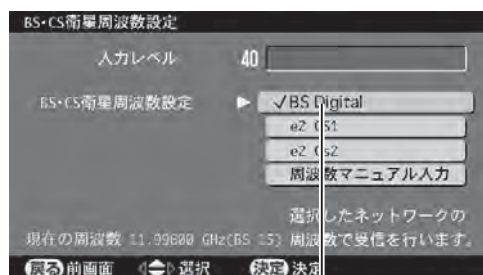 BS･CS衛星周波数設定
入力レベル 40
BS･CS衛星周波数設定 ▶ ✓BS Digital
e2 CS1
e2 CS2
周波数マニュアル入力
選択したネットワークの
現在の周波数 11.99600 GHz(BS 15) 周波数で受信を行います。
戻る 前画面 選択 決定 決定